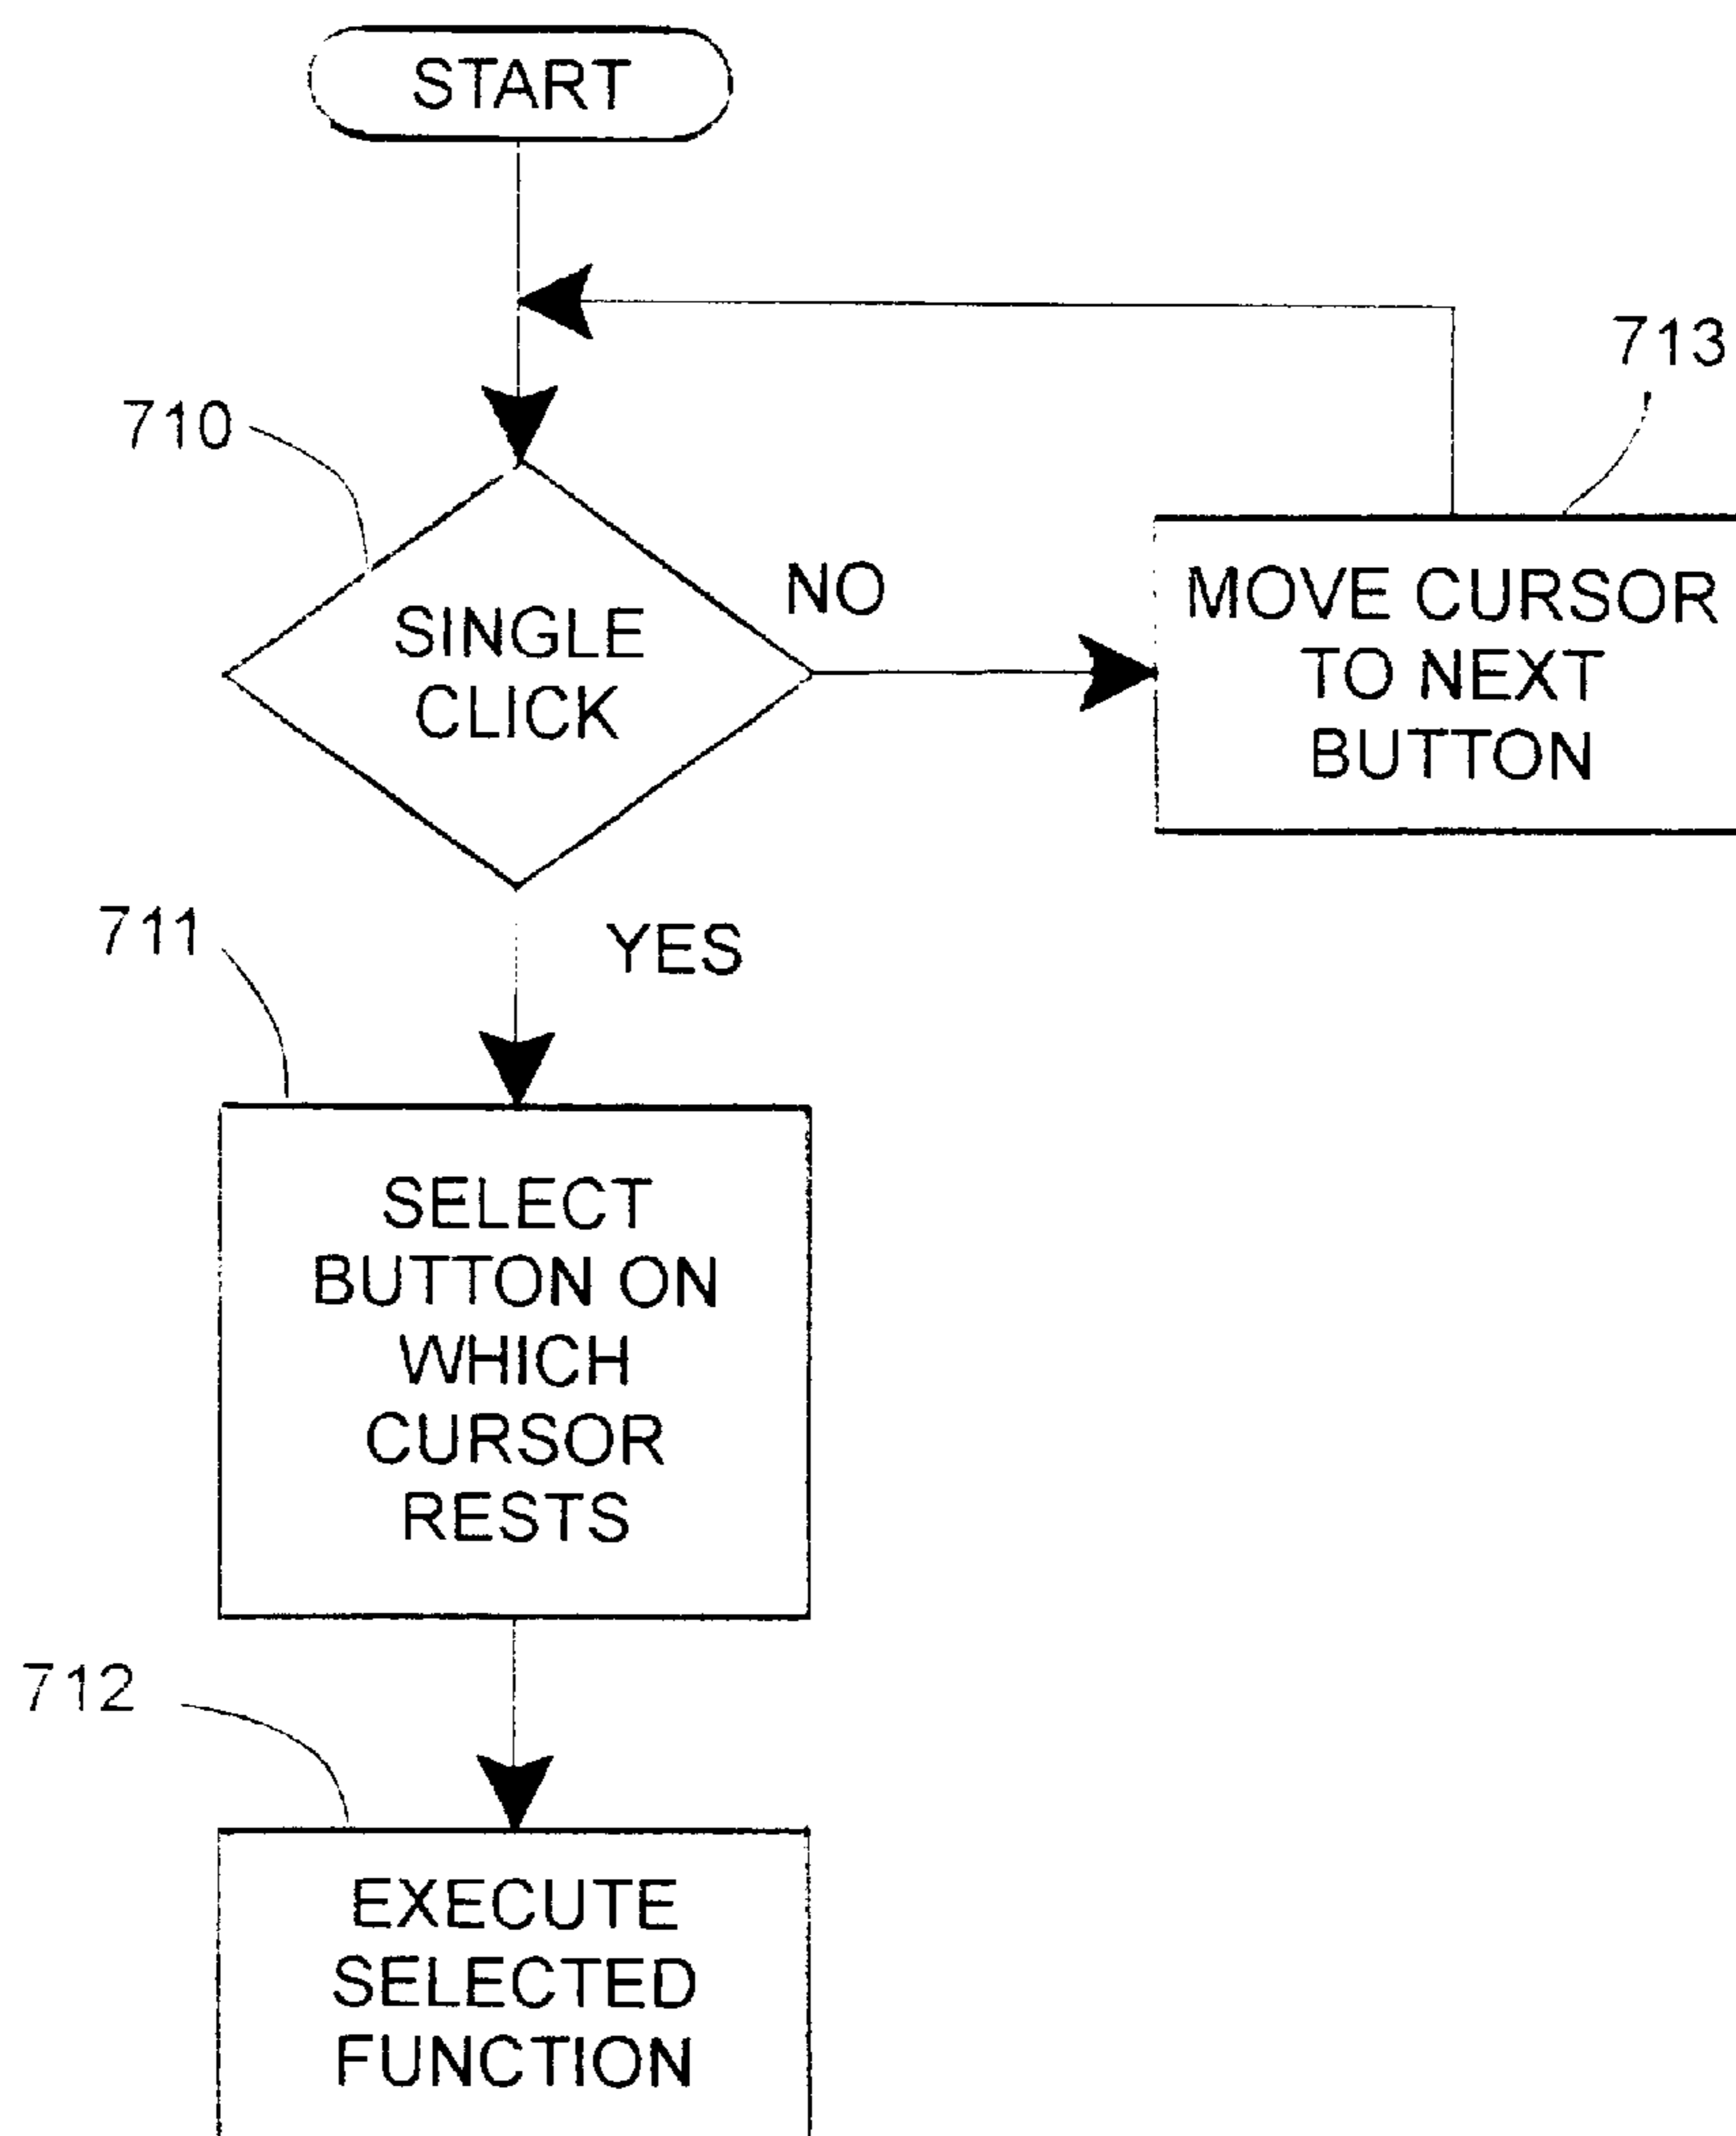 START
713
710
NO
SINGLE
CLICK
MOVE CURSOR
TO NEXT
BUTTON
711
YES
SELECT
BUTTON ON
WHICH
CURSOR
RESTS
712
EXECUTE
SELECTED
FUNCTION